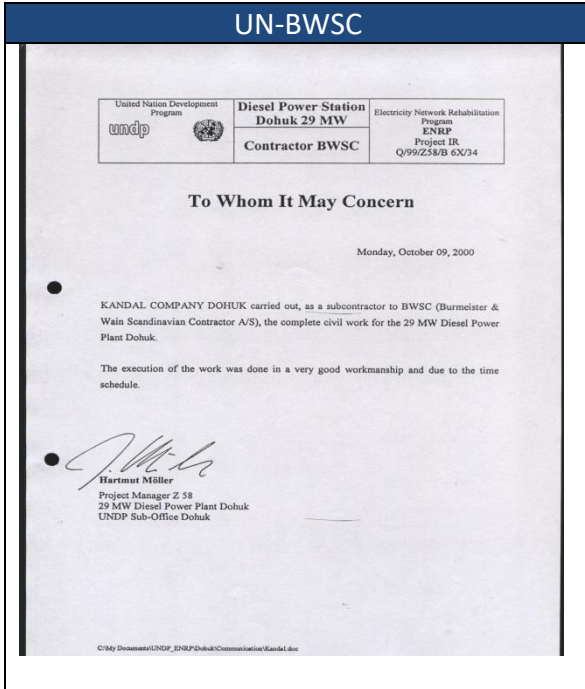 UN-BWSC
United Nation Development
Program
undp
Diesel Power Station
Dohuk 29 MW
Contractor BWSC
Electricity Network Rehabilitation
Program
ENRP
Project IR
Q/99/Z58/B 6X/34
To Whom It May Concern
Monday, October 09, 2000
KANDAL COMPANY DOHUK carried out, as a subcontractor to BWSC (Burmeister &
Wain Scandinavian Contractor A/S), the complete civil work for the 29 MW Diesel Power
Plant Dohuk.
The execution of the work was done in a very good workmanship and due to the time
schedule.
Hartmut Möller
Project Manager Z 58
29 MW Diesel Power Plant Dohuk
UNDP Sub-Office Dohuk
C:\My Documents\UNDP_ENRP\Dohuk\Communication\Kandal.doc